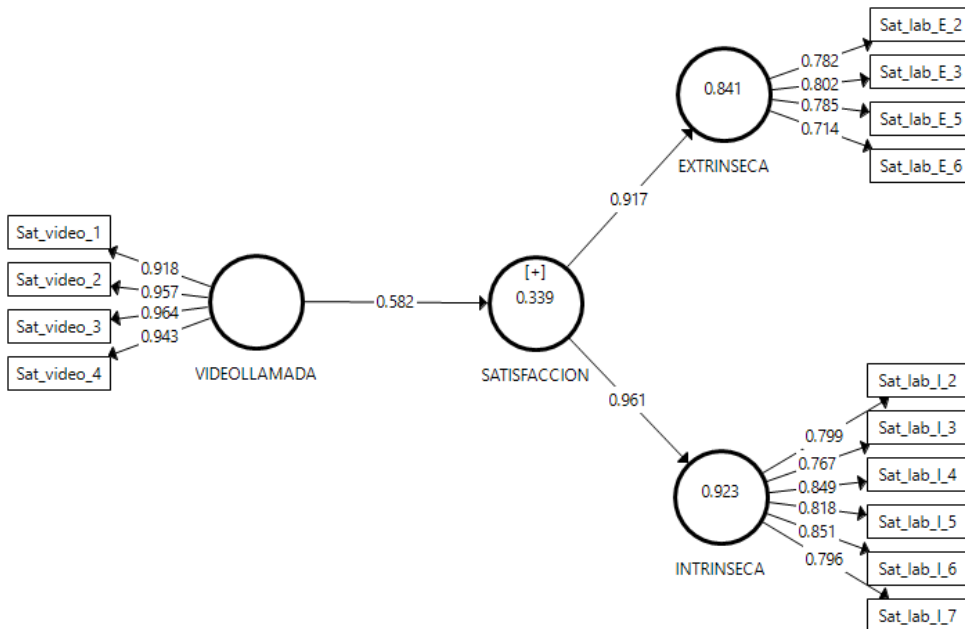 Sat_video_1
Sat_video_2
Sat_video_3
Sat_video_4
0.918
0.957
0.964
0.943
VIDEOLLAMADA
0.582
[+]
0.339
SATISFACCION
0.917
0.961
0.841
EXTRINSECA
0.782
0.802
0.785
0.714
Sat_lab_E_2
Sat_lab_E_3
Sat_lab_E_5
Sat_lab_E_6
0.923
INTRINSECA
0.799
0.767
0.849
0.818
0.851
0.796
Sat_lab_I_2
Sat_lab_I_3
Sat_lab_I_4
Sat_lab_I_5
Sat_lab_I_6
Sat_lab_I_7